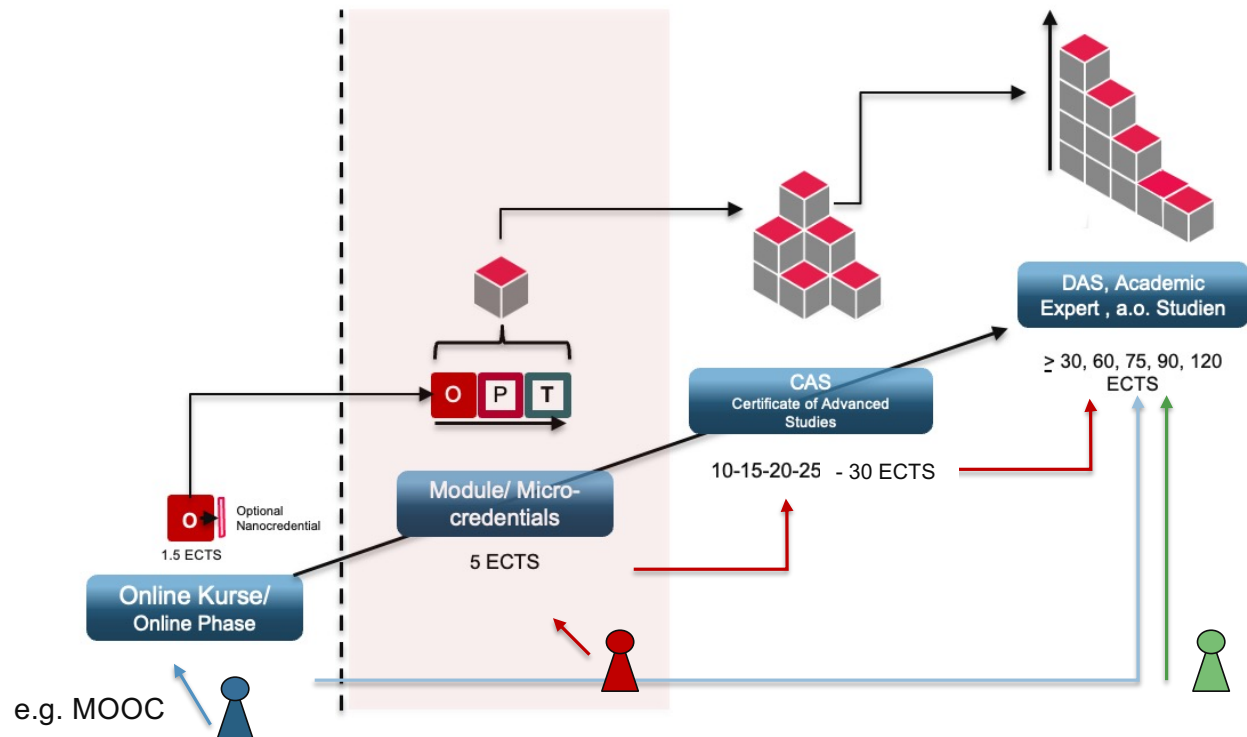 O
Optional
Nanocredential
1.5 ECTS
Online Kurse/
Online Phase
e.g. MOOC
O P T
Module/ Micro-
credentials
5 ECTS
CAS
Certificate of Advanced
Studies
10-15-20-25 - 30 ECTS
DAS, Academic
Expert , a.o. Studien
≥ 30, 60, 75, 90, 120
ECTS